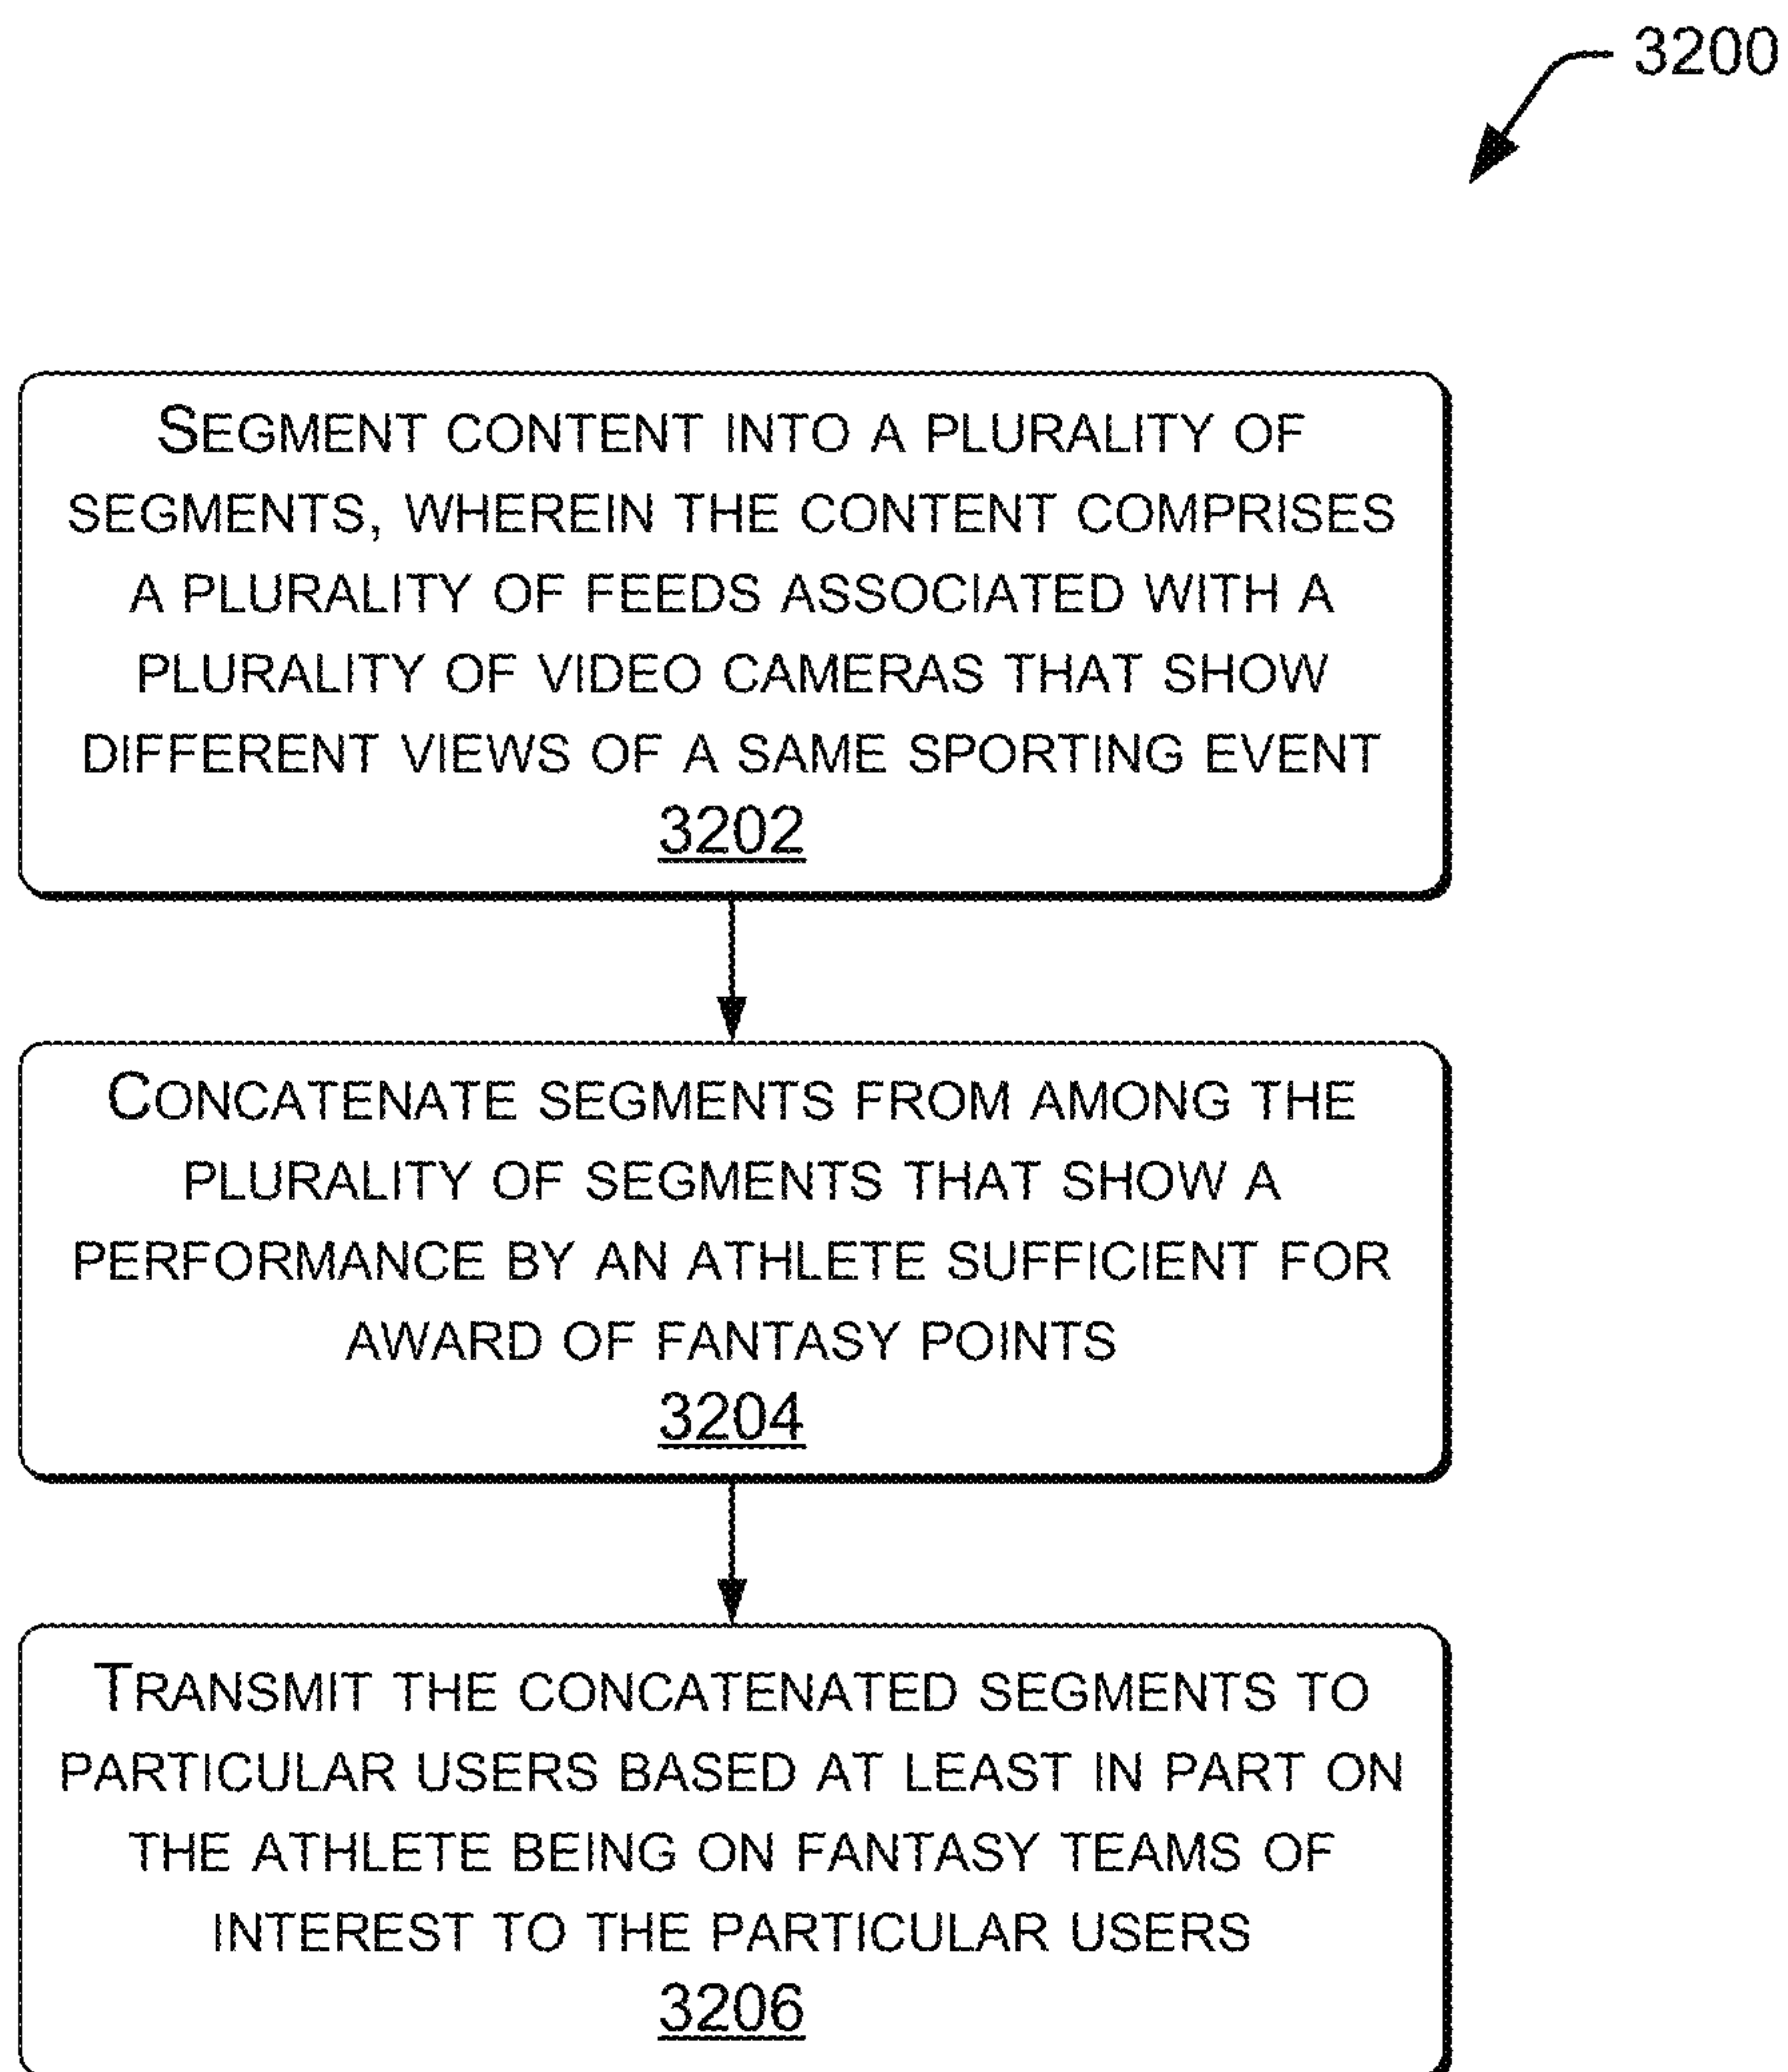 3200
SEGMENT CONTENT INTO A PLURALITY OF
SEGMENTS, WHEREIN THE CONTENT COMPRISES
A PLURALITY OF FEEDS ASSOCIATED WITH A
PLURALITY OF VIDEO CAMERAS THAT SHOW
DIFFERENT VIEWS OF A SAME SPORTING EVENT
3202
CONCATENATE SEGMENTS FROM AMONG THE
PLURALITY OF SEGMENTS THAT SHOW A
PERFORMANCE BY AN ATHLETE SUFFICIENT FOR
AWARD OF FANTASY POINTS
3204
TRANSMIT THE CONCATENATED SEGMENTS TO
PARTICULAR USERS BASED AT LEAST IN PART ON
THE ATHLETE BEING ON FANTASY TEAMS OF
INTEREST TO THE PARTICULAR USERS
3206